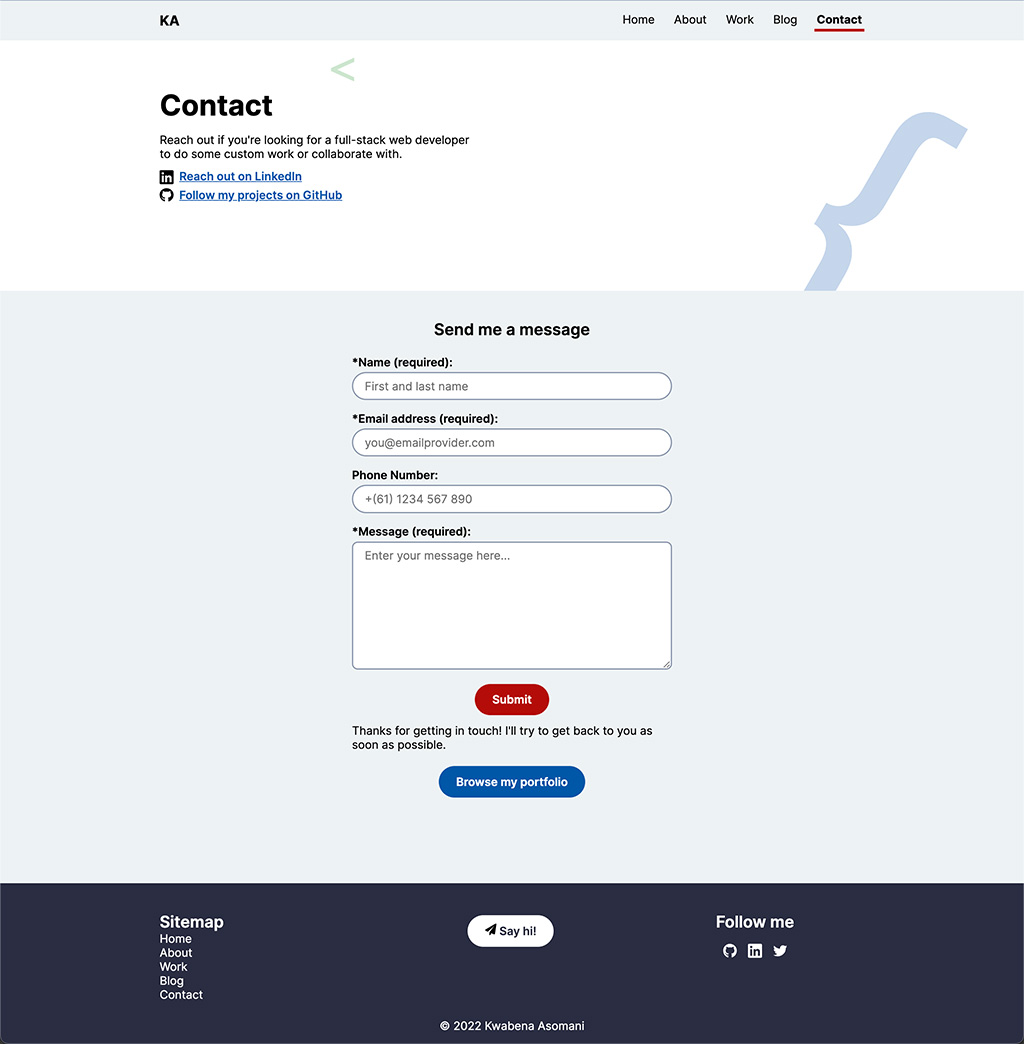 KA
Home About Work Blog Contact
<
Contact
Reach out if you're looking for a full-stack web developer
to do some custom work or collaborate with.
Reach out on LinkedIn
Follow my projects on GitHub
{
Send me a message
*Name (required):
First and last name
*Email address (required):
you@emailprovider.com
Phone Number:
+(61) 1234 567 890
*Message (required):
Enter your message here...
Submit
Thanks for getting in touch! I'll try to get back to you as
soon as possible.
Browse my portfolio
Sitemap
Home
About
Work
Blog
Contact
Say hi!
Follow me
© 2022 Kwabena Asomani